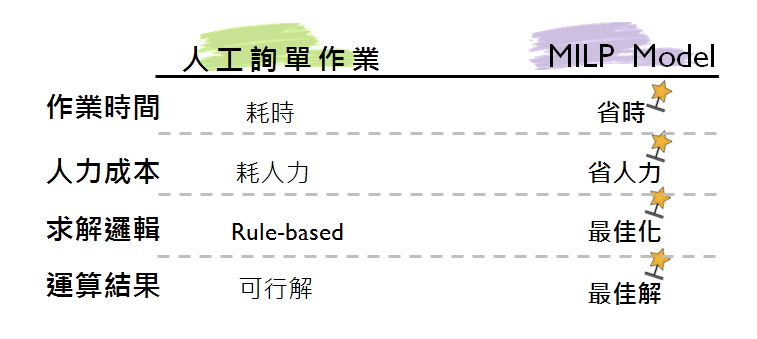 人工詢單作業 MILP Model
作業時間 耗時 省時
人力成本 耗人力 省人力
求解邏輯 Rule-based 最佳化
運算結果 可行解 最佳解